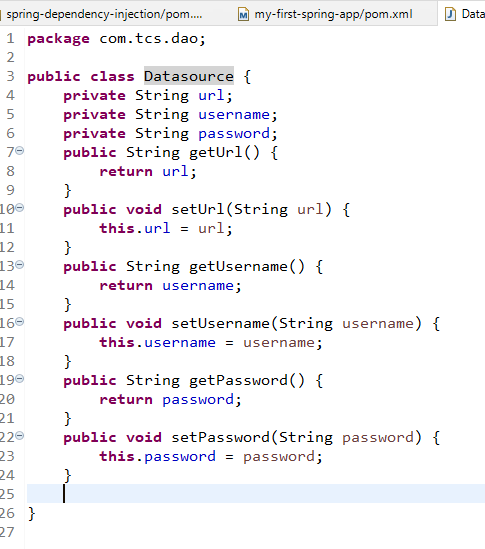 spring-dependency-injection/pom.... my-first-spring-app/pom.xml Data
1 package com.tcs.dao;
2
3 public class Datasource {
4 private String url;
5 private String username;
6 private String password;
7 public String getUrl() {
8 return url;
9 }
10 public void setUrl(String url) {
11 this.url = url;
12 }
13 public String getUsername() {
14 return username;
15 }
16 public void setUsername(String username) {
17 this.username = username;
18 }
19 public String getPassword() {
20 return password;
21 }
22 public void setPassword(String password) {
23 this.password = password;
24 }
25
26 }
27